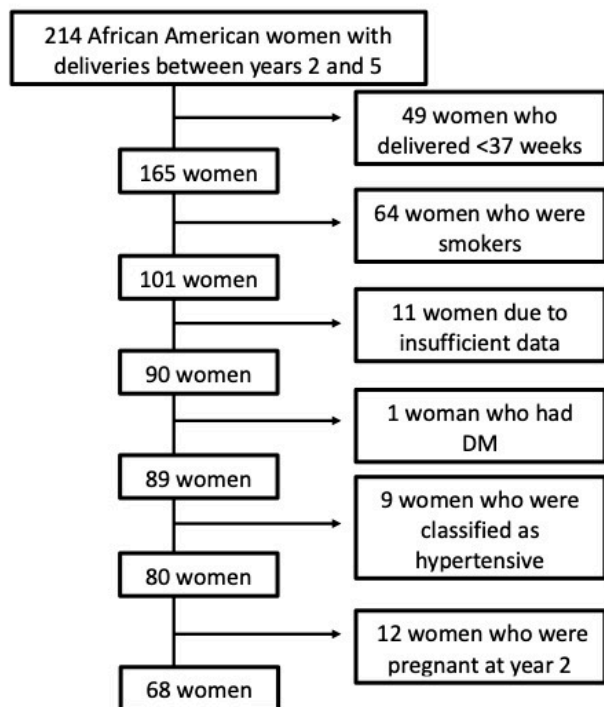 214 African American women with
deliveries between years 2 and 5
49 women who
delivered <37 weeks
165 women
64 women who were
smokers
101 women
11 women due to
insufficient data
90 women
1 woman who had
DM
89 women
9 women who were
classified as
hypertensive
80 women
12 women who were
pregnant at year 2
68 women